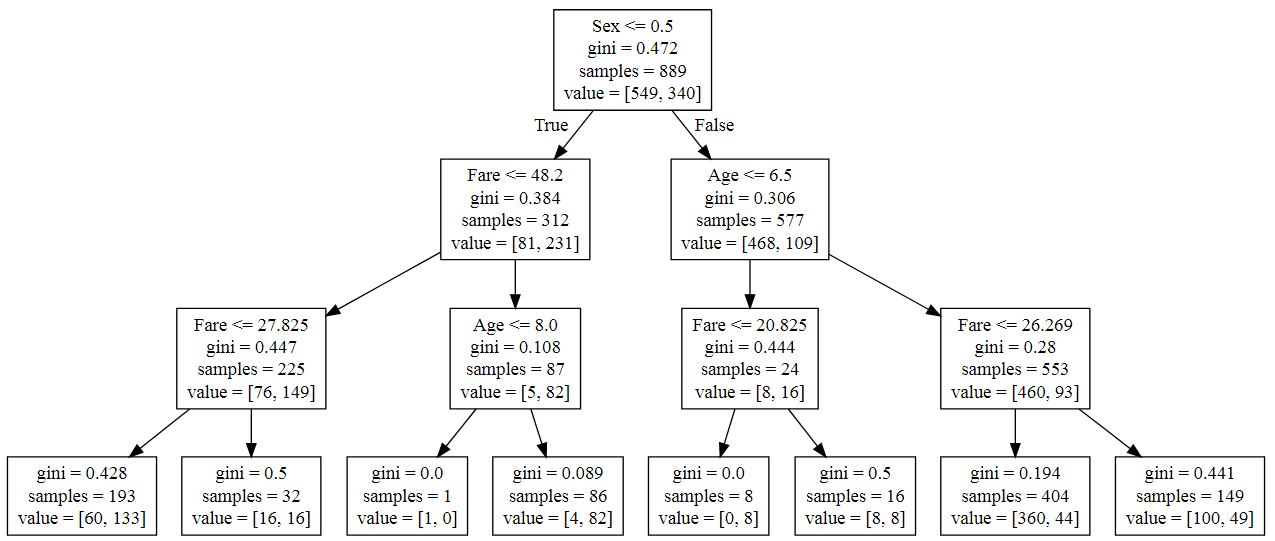 Sex <= 0.5
gini = 0.472
samples = 889
value = [549, 340]
True
False
Fare <= 48.2
gini = 0.384
samples = 312
value = [81, 231]
Age <= 6.5
gini = 0.306
samples = 577
value = [468, 109]
Fare <= 27.825
gini = 0.447
samples = 225
value = [76, 149]
Age <= 8.0
gini = 0.108
samples = 87
value = [5, 82]
Fare <= 20.825
gini = 0.444
samples = 24
value = [8, 16]
Fare <= 26.269
gini = 0.28
samples = 553
value = [460, 93]
gini = 0.428
samples = 193
value = [60, 133]
gini = 0.5
samples = 32
value = [16, 16]
gini = 0.0
samples = 1
value = [1, 0]
gini = 0.089
samples = 86
value = [4, 82]
gini = 0.0
samples = 8
value = [0, 8]
gini = 0.5
samples = 16
value = [8, 8]
gini = 0.194
samples = 404
value = [360, 44]
gini = 0.441
samples = 149
value = [100, 49]